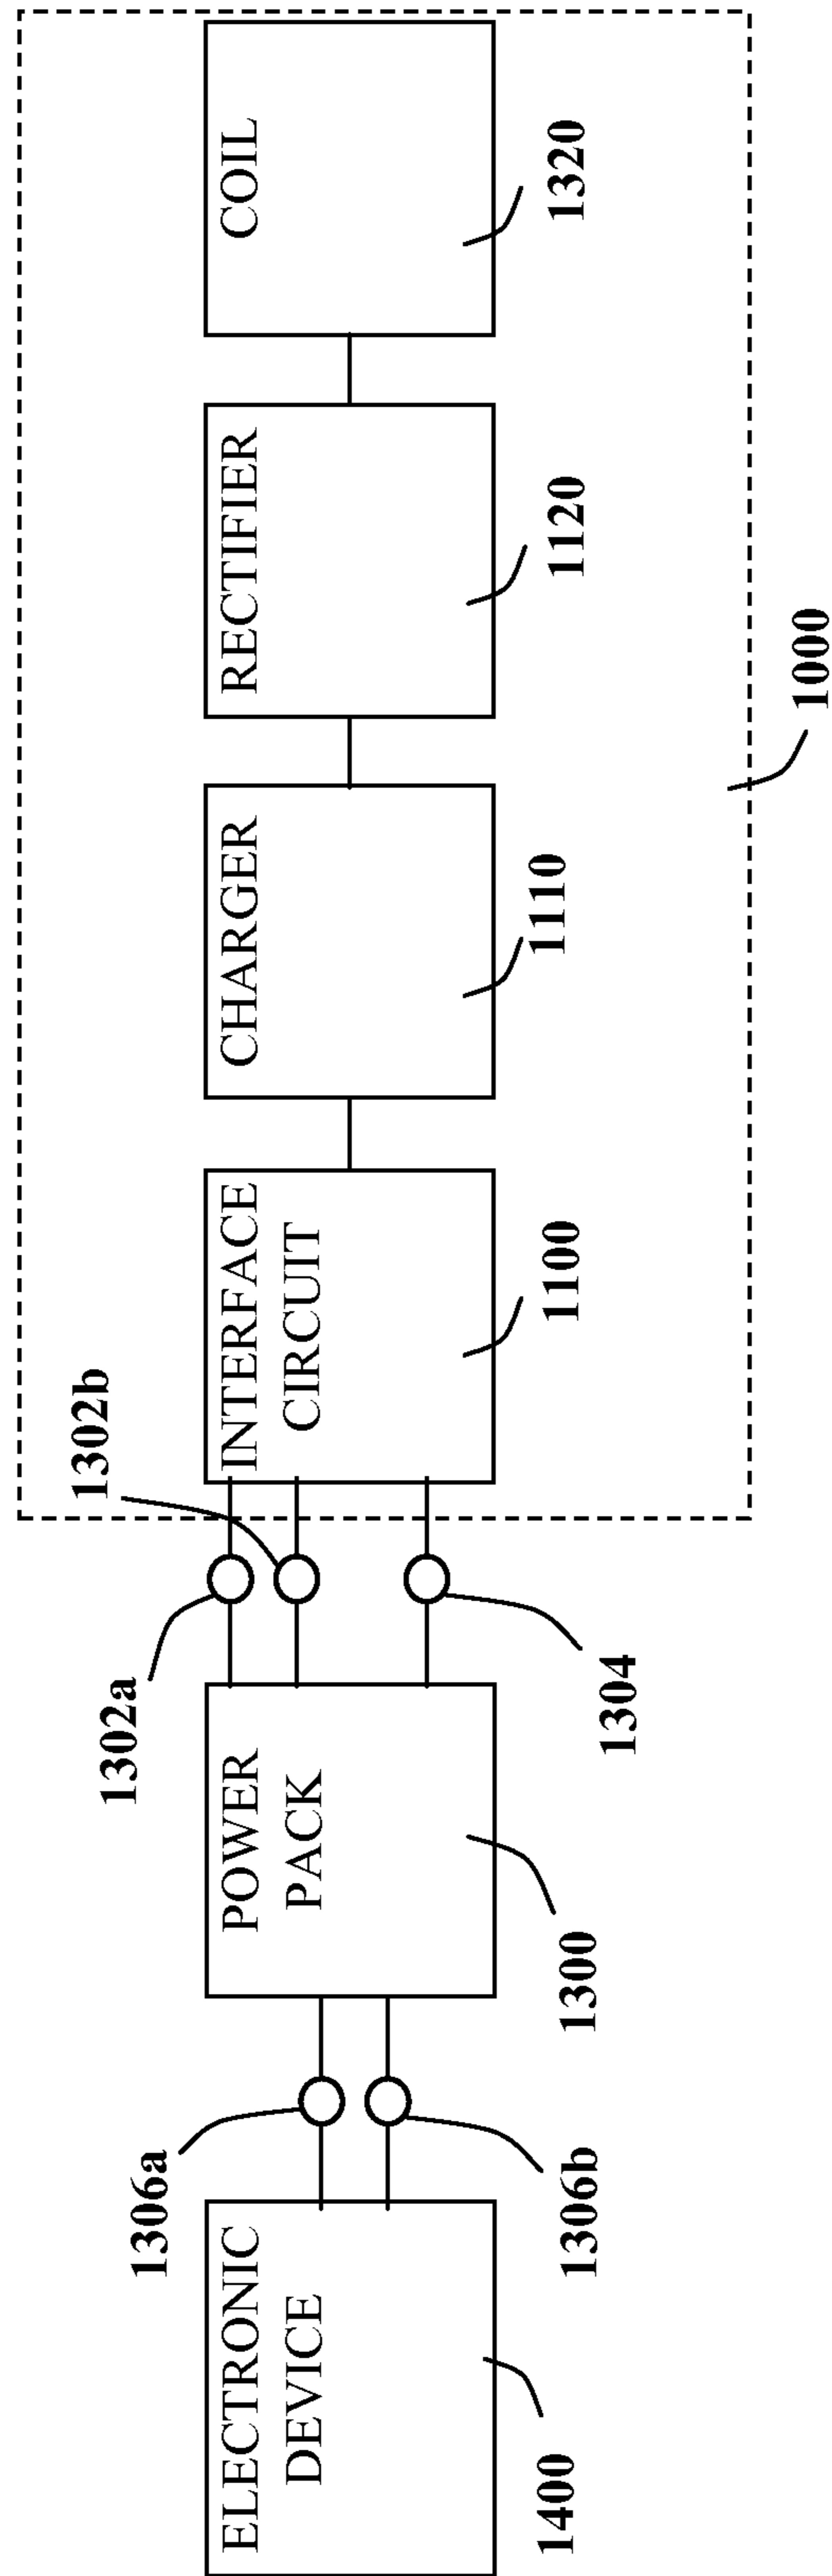 ELECTRONIC
DEVICE
1400
1306a
1306b
POWER
PACK
1300
1302a
1302b
1304
INTERFACE
CIRCUIT
1100
CHARGER
1110
RECTIFIER
1120
COIL
1320
1000